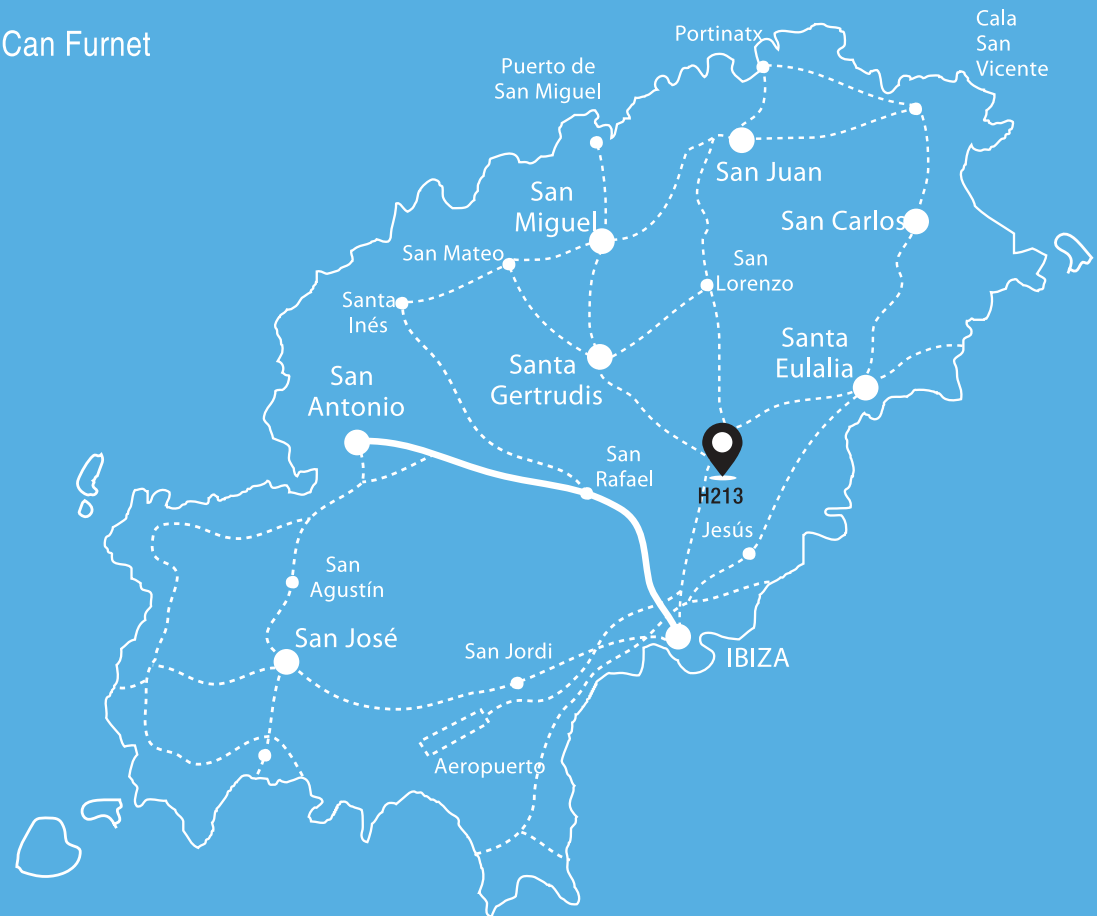 Can Furnet
Cala
San
Vicente
Portinatx
Puerto de
San Miguel
San Juan
San
Miguel
San Carlos
San Mateo
San
Lorenzo
Santa
Inés
Santa
Eulalia
Santa
Gertrudis
San
Antonio
San
Rafael
H213
Jesús
San
Agustín
San José
San Jordi
IBIZA
Aeropuerto